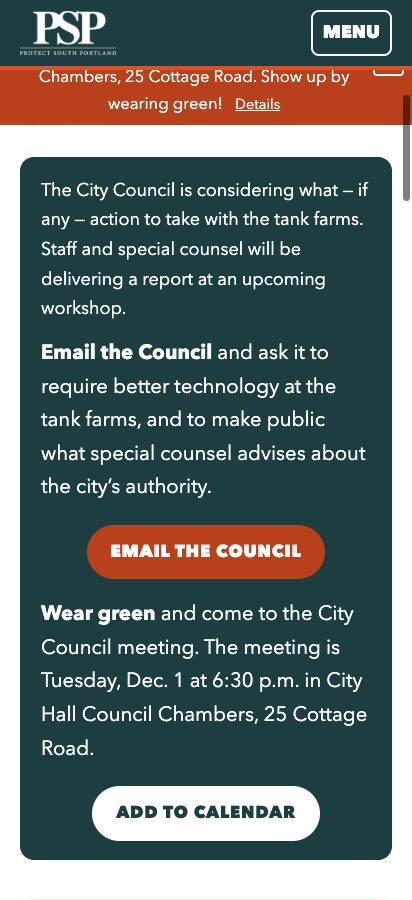 PSP
PROTECT SOUTH PORTLAND
MENU
Chambers, 25 Cottage Road. Show up by
wearing green! Details
The City Council is considering what – if
any – action to take with the tank farms.
Staff and special counsel will be
delivering a report at an upcoming
workshop.
Email the Council and ask it to
require better technology at the
tank farms, and to make public
what special counsel advises about
the city’s authority.
EMAIL THE COUNCIL
Wear green and come to the City
Council meeting. The meeting is
Tuesday, Dec. 1 at 6:30 p.m. in City
Hall Council Chambers, 25 Cottage
Road.
ADD TO CALENDAR